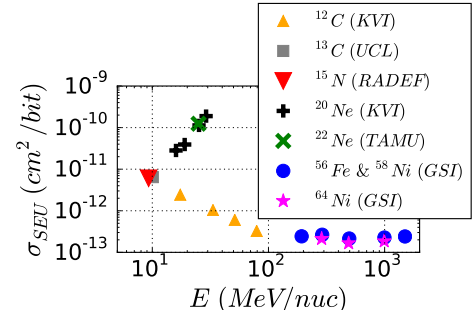 ¹²C (KVI)
¹³C (UCL)
¹⁵N (RADEF)
²⁰Ne (KVI)
²²Ne (TAMU)
⁵⁶Fe & ⁵⁸Ni (GSI)
⁶⁴Ni (GSI)
10⁻⁹
10⁻¹⁰
10⁻¹¹
10⁻¹²
10⁻¹³
σ_SEU (cm²/bit)
10¹ 10² 10³
E (MeV/nuc)